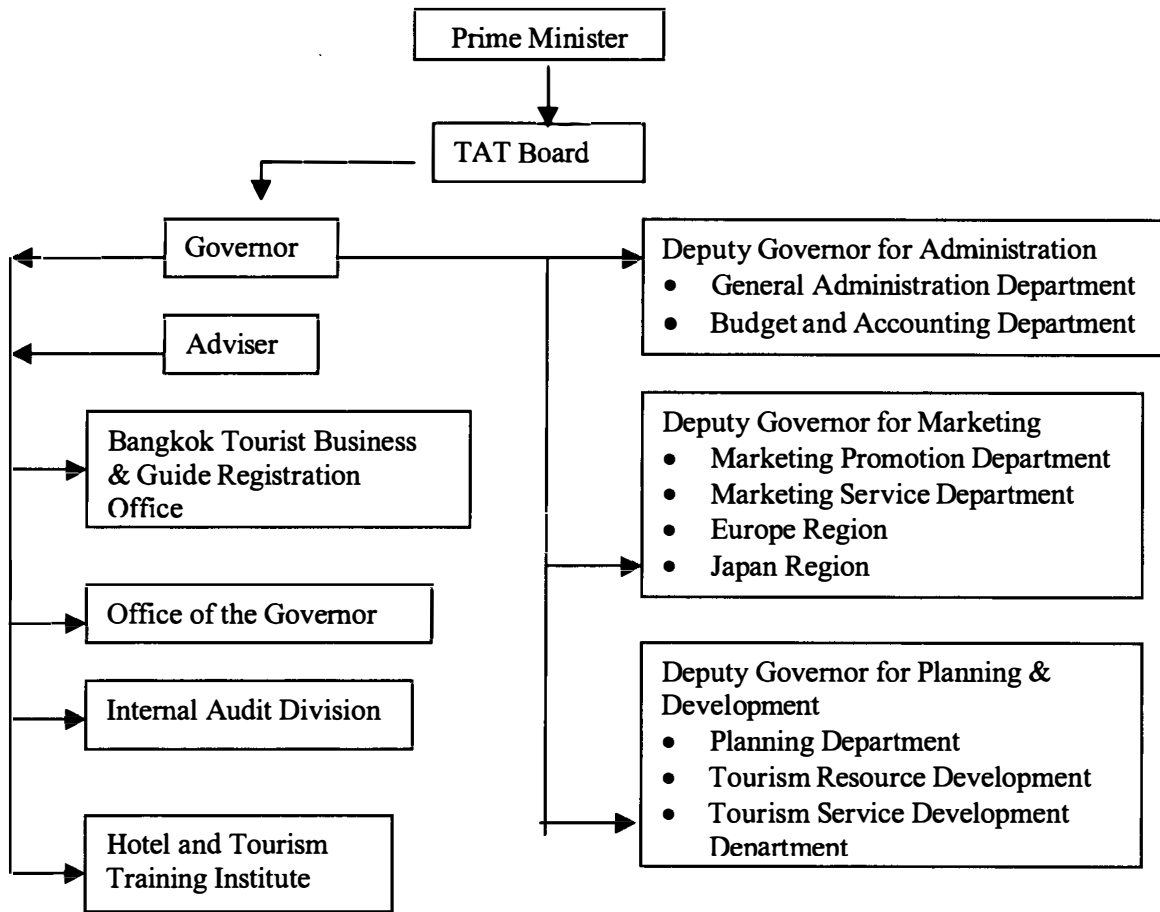 Prime Minister
TAT Board
Governor
Adviser
Bangkok Tourist Business
& Guide Registration
Office
Office of the Governor
Internal Audit Division
Hotel and Tourism
Training Institute
Deputy Governor for Administration
• General Administration Department
• Budget and Accounting Department
Deputy Governor for Marketing
• Marketing Promotion Department
• Marketing Service Department
• Europe Region
• Japan Region
Deputy Governor for Planning &
Development
• Planning Department
• Tourism Resource Development
• Tourism Service Development
Department